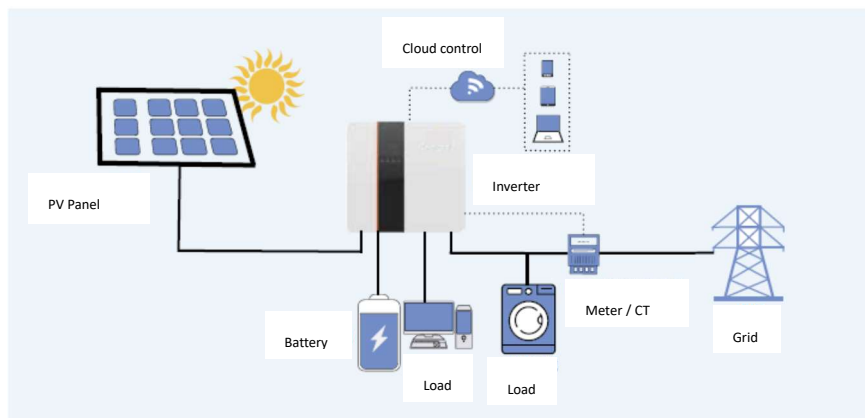 Cloud control
Inverter
PV Panel
Meter / CT
Battery
Grid
Load
Load